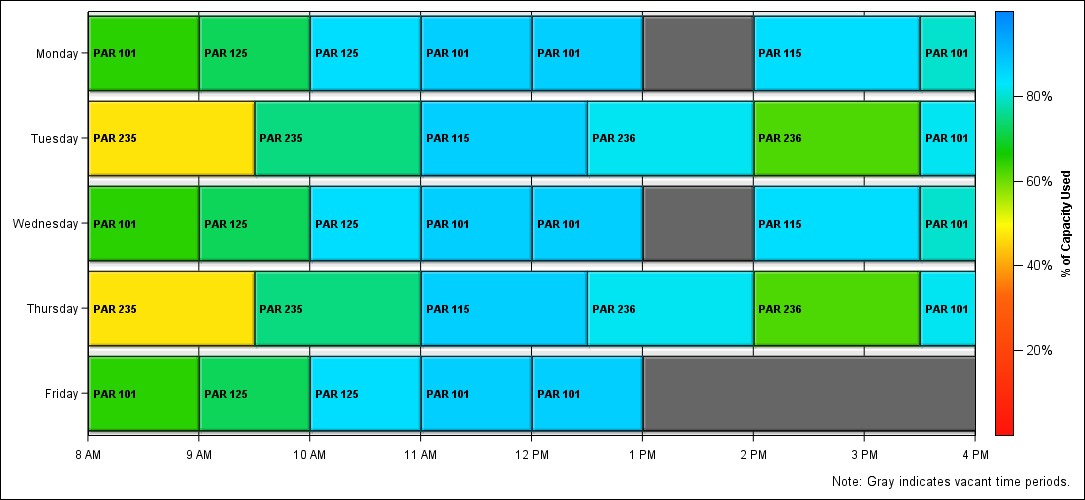 Monday PAR 101 PAR 125 PAR 125 PAR 101 PAR 101 PAR 115 PAR 101
Tuesday PAR 235 PAR 235 PAR 115 PAR 236 PAR 236 PAR 101
Wednesday PAR 101 PAR 125 PAR 125 PAR 101 PAR 101 PAR 115 PAR 101
Thursday PAR 235 PAR 235 PAR 115 PAR 236 PAR 236 PAR 101
Friday PAR 101 PAR 125 PAR 125 PAR 101 PAR 101
8 AM 9 AM 10 AM 11 AM 12 PM 1 PM 2 PM 3 PM 4 PM
80%
60%
40%
20%
% of Capacity Used
Note: Gray indicates vacant time periods.